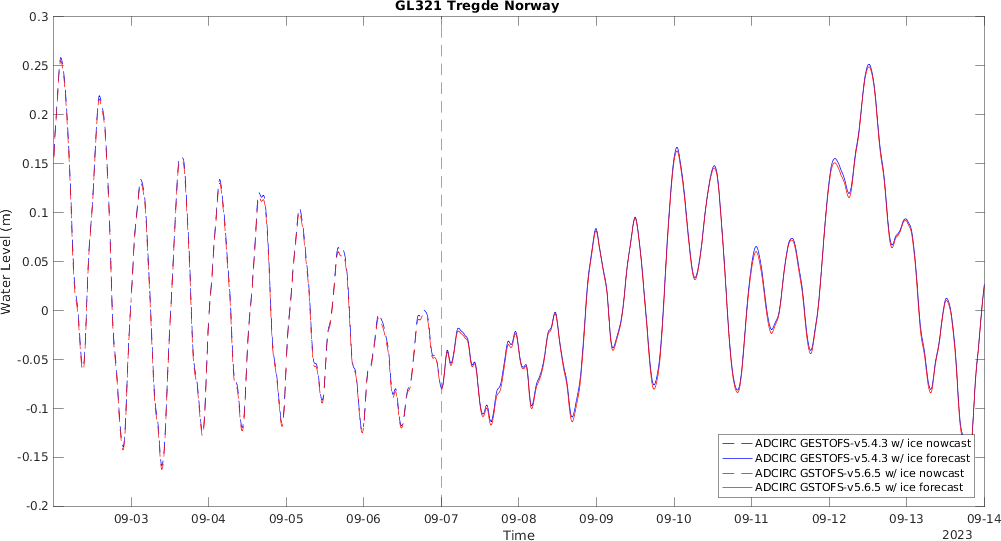 GL321 Tregde Norway
0.3
0.25
0.2
0.15
0.1
0.05
0
-0.05
-0.1
-0.15
-0.2
Water Level (m)
ADCIRC GESTOFS-v5.4.3 w/ ice nowcast
ADCIRC GESTOFS-v5.4.3 w/ ice forecast
ADCIRC GSTOFS-v5.6.5 w/ ice nowcast
ADCIRC GSTOFS-v5.6.5 w/ ice forecast
09-03 09-04 09-05 09-06 09-07 09-08 09-09 09-10 09-11 09-12 09-13 09-14
Time
2023